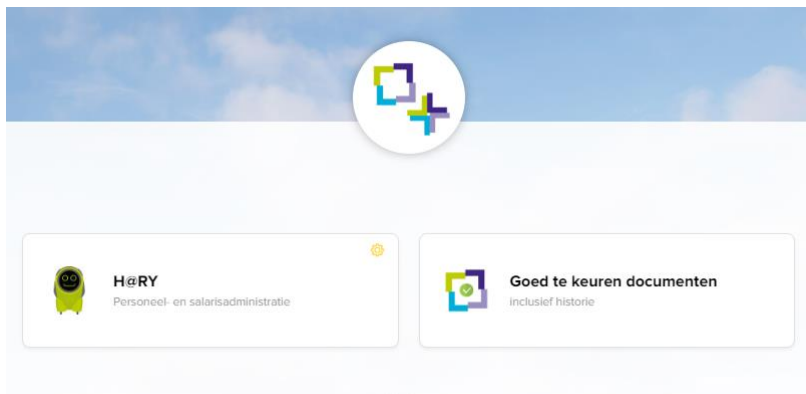 H@RY
Personeel- en salarisadministratie
Goed te keuren documenten
inclusief historie